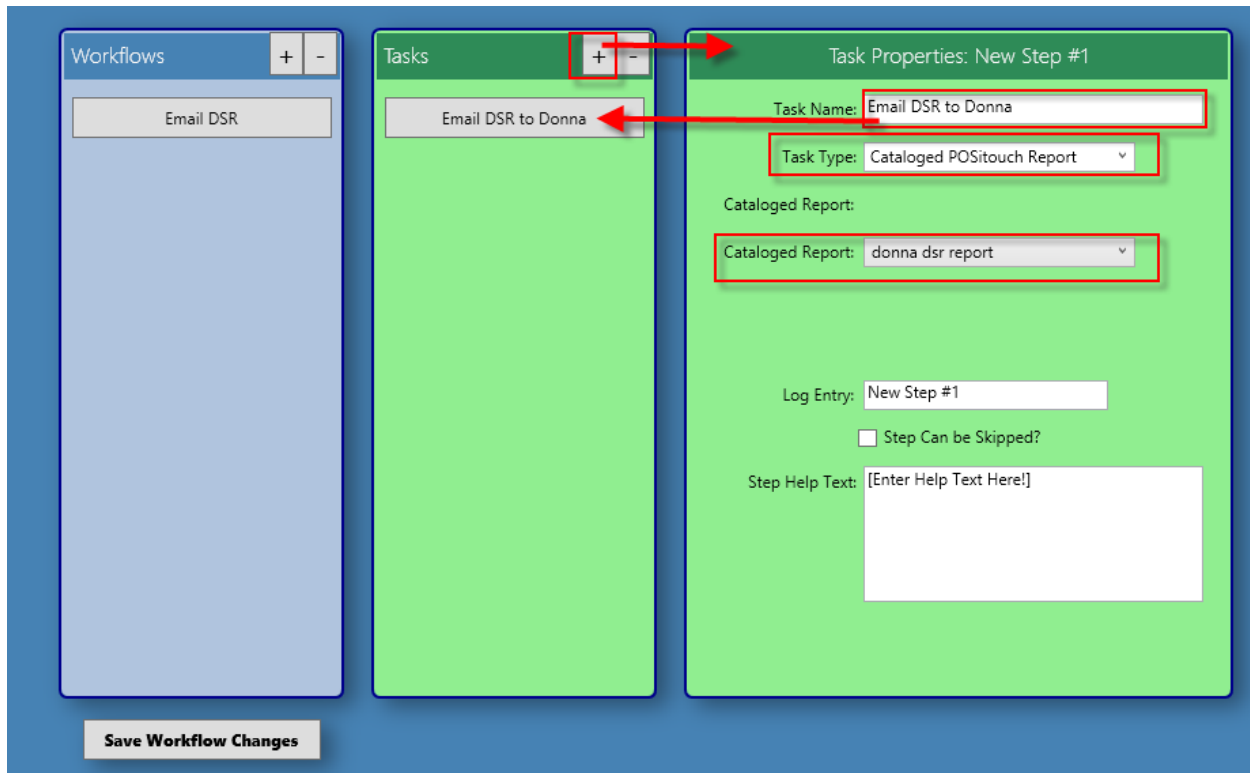 Workflows + -
Email DSR
Tasks + -
Email DSR to Donna
Task Properties: New Step #1
Task Name: Email DSR to Donna
Task Type: Cataloged POSitouch Report
Cataloged Report:
Cataloged Report: donna dsr report
Log Entry: New Step #1
Step Can be Skipped?
Step Help Text: [Enter Help Text Here!]
Save Workflow Changes